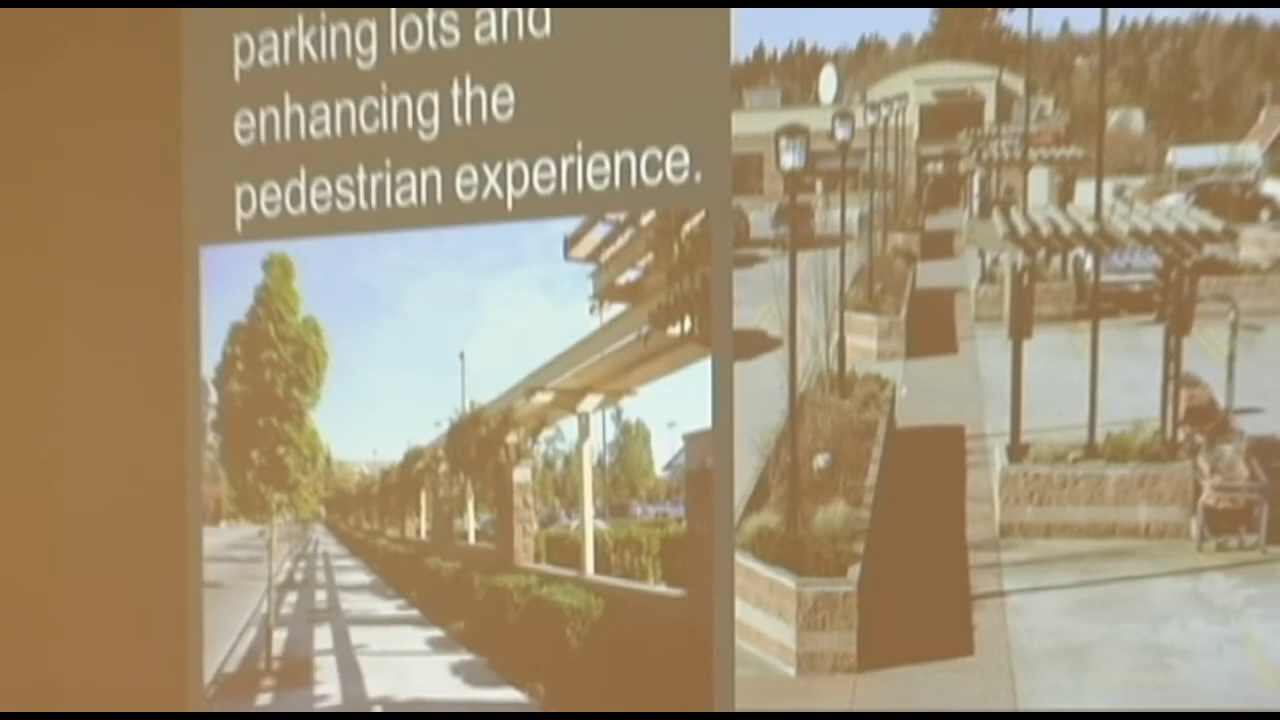 parking lots and
enhancing the
pedestrian experience.